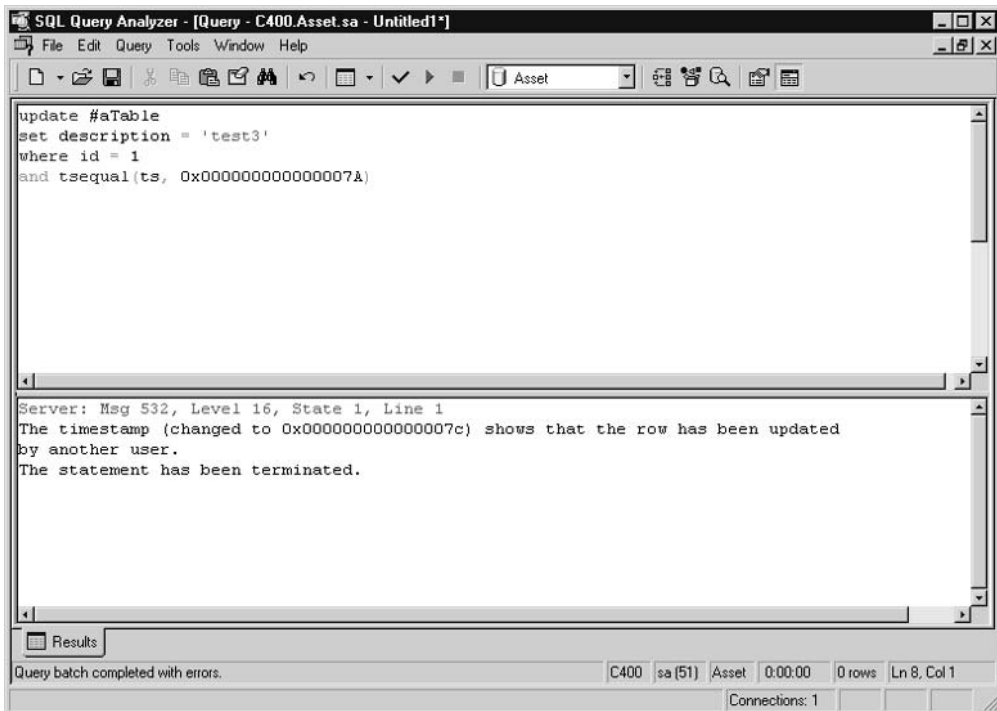 SQL Query Analyzer - [Query - C400.Asset.sa - Untitled1*]
File Edit Query Tools Window Help
Asset
update #aTable
set description = 'test3'
where id = 1
and tsequal(ts, 0x000000000000007A)
Server: Msg 532, Level 16, State 1, Line 1
The timestamp (changed to 0x000000000000007c) shows that the row has been updated
by another user.
The statement has been terminated.
Results
Query batch completed with errors.
C400 sa (51) Asset 0:00:00 0 rows Ln 8, Col 1
Connections: 1